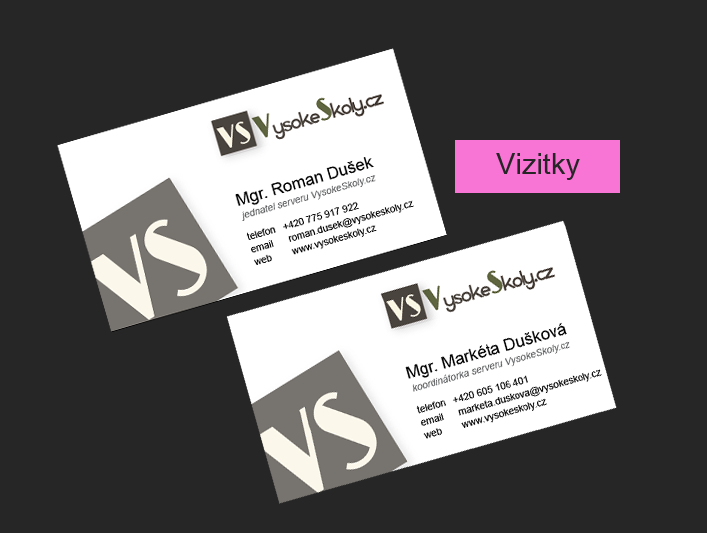 VS VysokeSkoly.cz
Mgr. Roman Dušek
jednatel serveru VysokeSkoly.cz
telefon +420 775 917 922
email roman.dusek@vysokeskoly.cz
web www.vysokeskoly.cz
VS
Vizitky
VS VysokeSkoly.cz
Mgr. Markéta Dušková
koordinátorka serveru VysokeSkoly.cz
telefon +420 605 106 401
email marketa.duskova@vysokeskoly.cz
web www.vysokeskoly.cz
VS